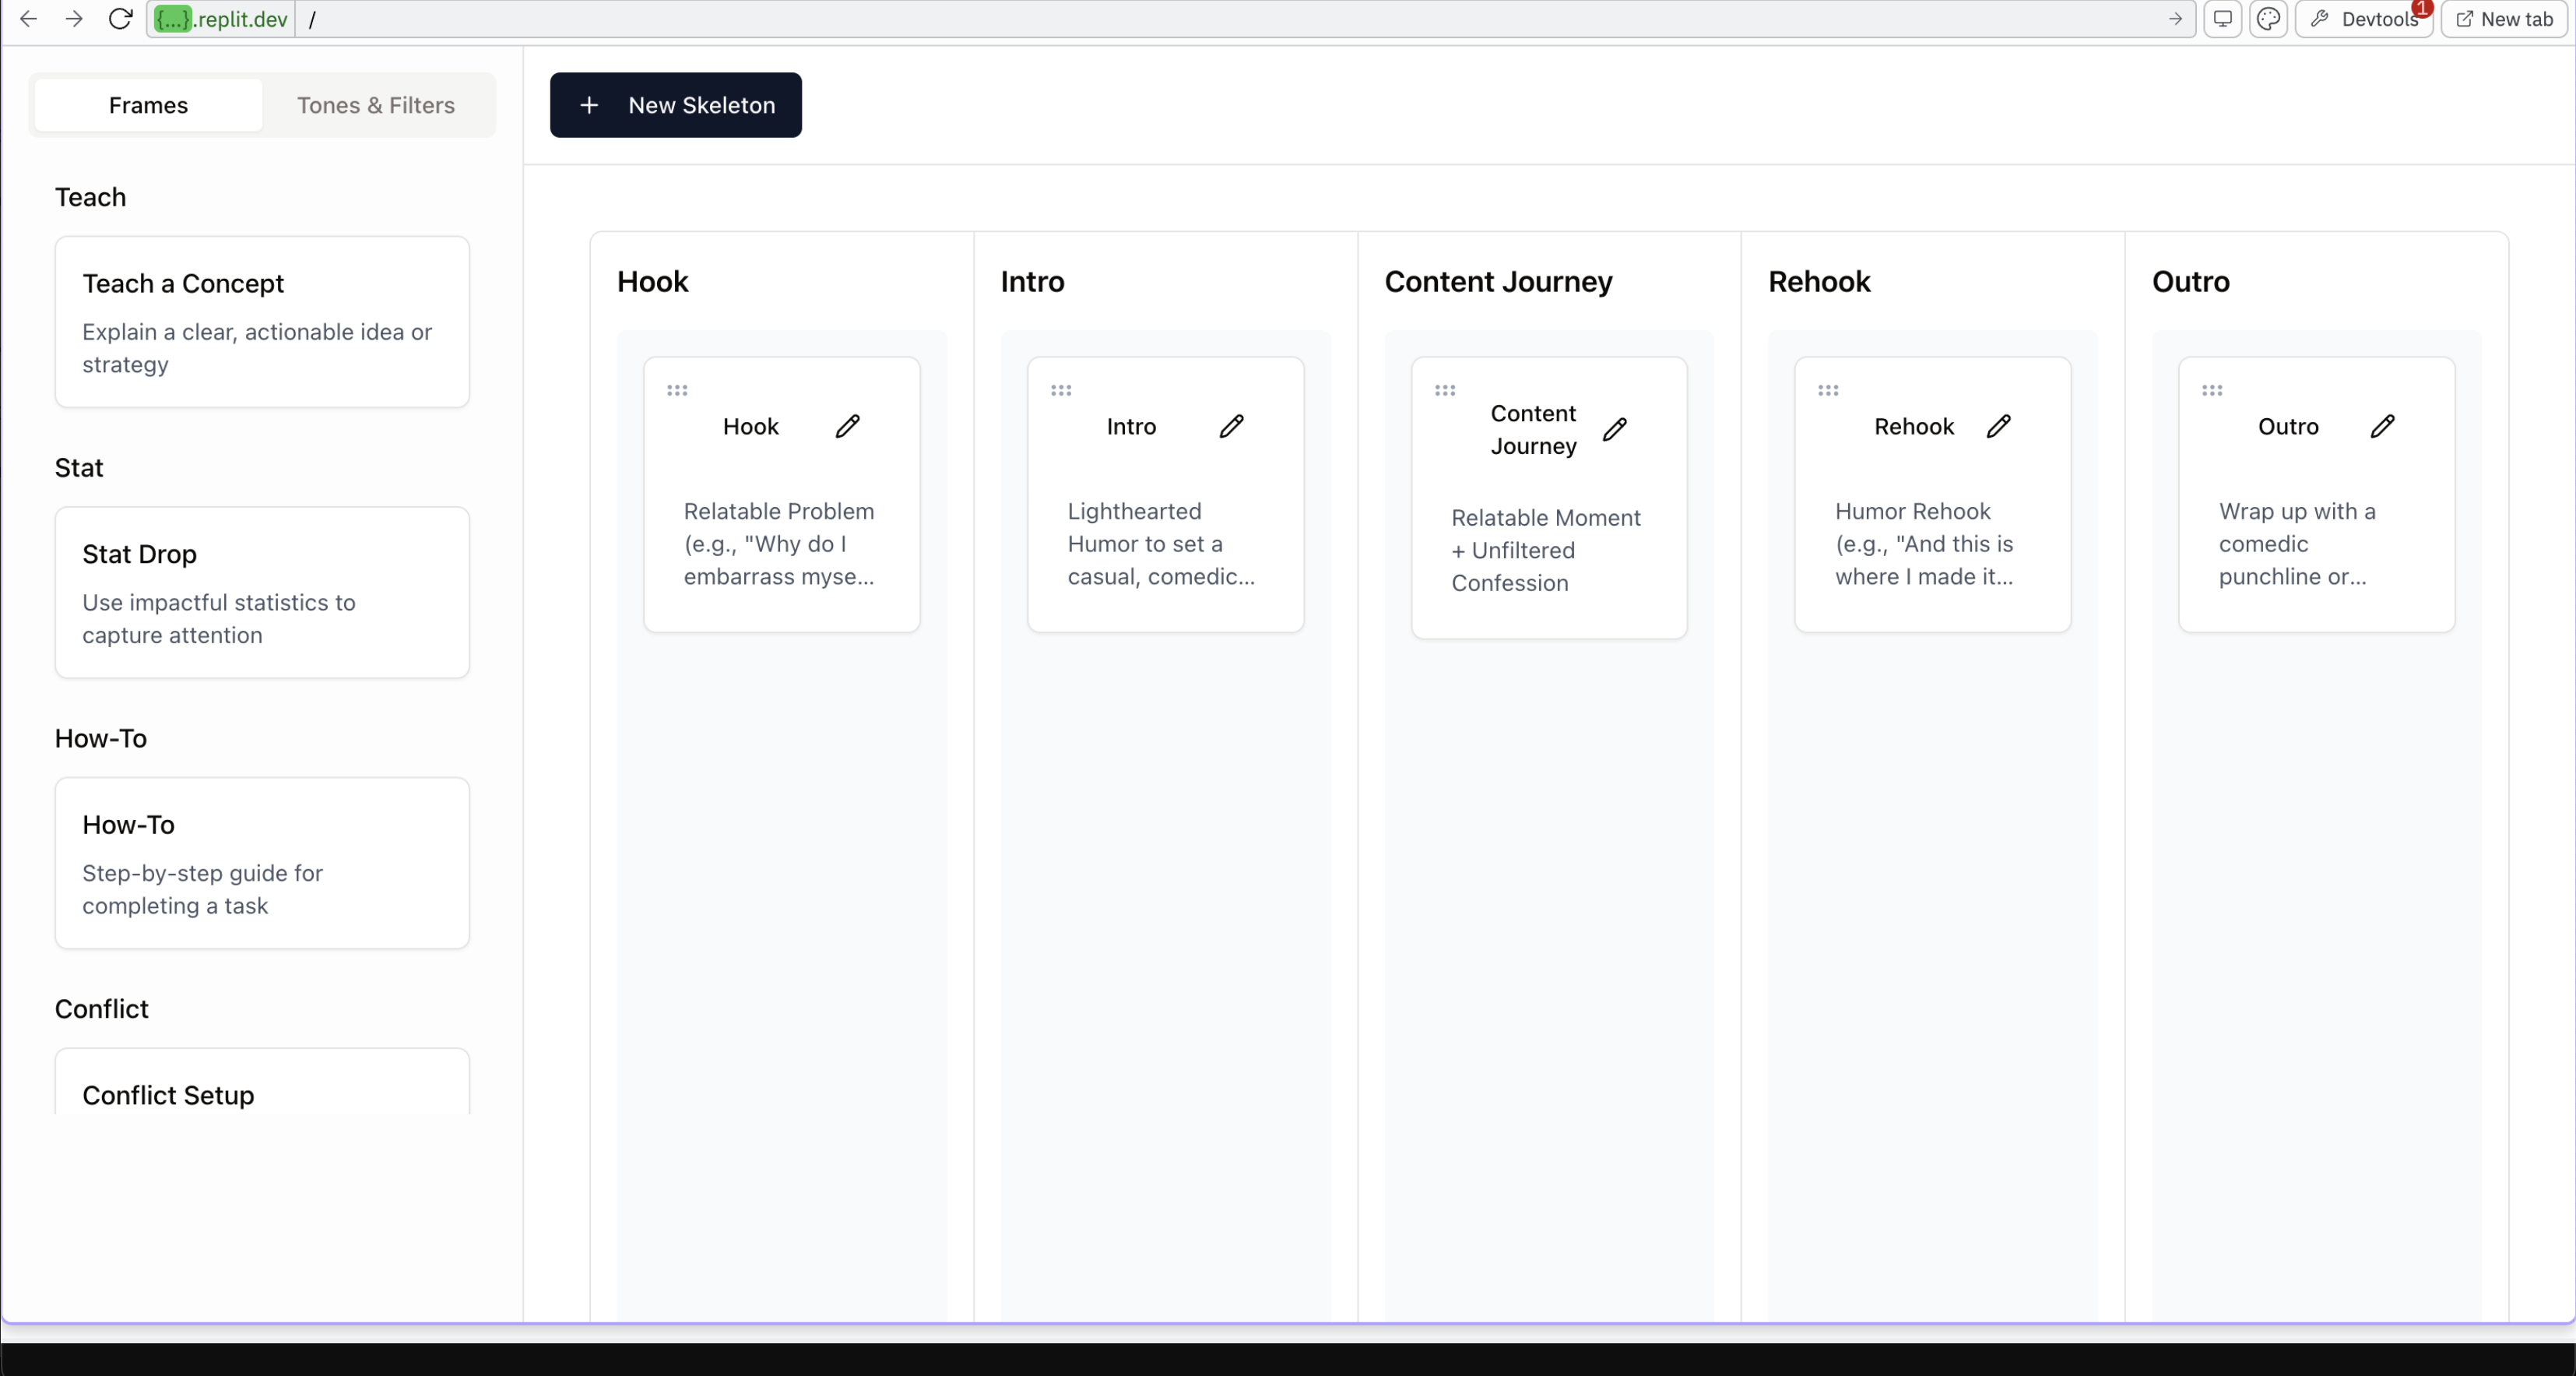 {...}.replit.dev /
Devtools 1
New tab
Frames
Tones & Filters
New Skeleton
Teach
Teach a Concept
Explain a clear, actionable idea or
strategy
Stat
Stat Drop
Use impactful statistics to
capture attention
How-To
How-To
Step-by-step guide for
completing a task
Conflict
Conflict Setup
Hook
Hook
Relatable Problem
(e.g., "Why do I
embarrass myse...
Intro
Intro
Lighthearted
Humor to set a
casual, comedic...
Content Journey
Content
Journey
Relatable Moment
+ Unfiltered
Confession
Rehook
Rehook
Humor Rehook
(e.g., "And this is
where I made it...
Outro
Outro
Wrap up with a
comedic
punchline or...